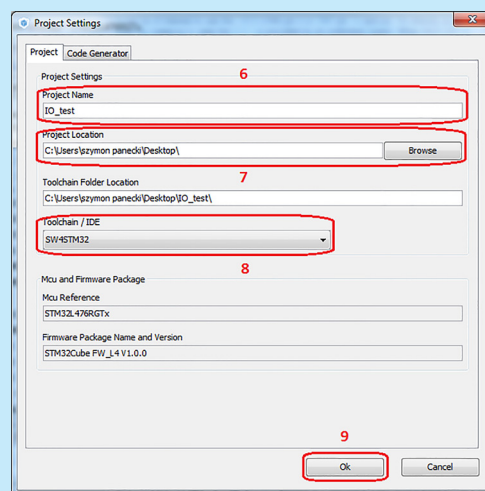 Project Settings
Project Code Generator
6
Project Settings
Project Name
IO_test
Project Location
C:\Users\szymon panecki\Desktop\ Browse
7
Toolchain Folder Location
C:\Users\szymon panecki\Desktop\IO_test\
Toolchain / IDE
SW4STM32
8
Mcu and Firmware Package
Mcu Reference
STM32L476RGTx
Firmware Package Name and Version
STM32Cube FW_L4 V1.0.0
9
Ok Cancel